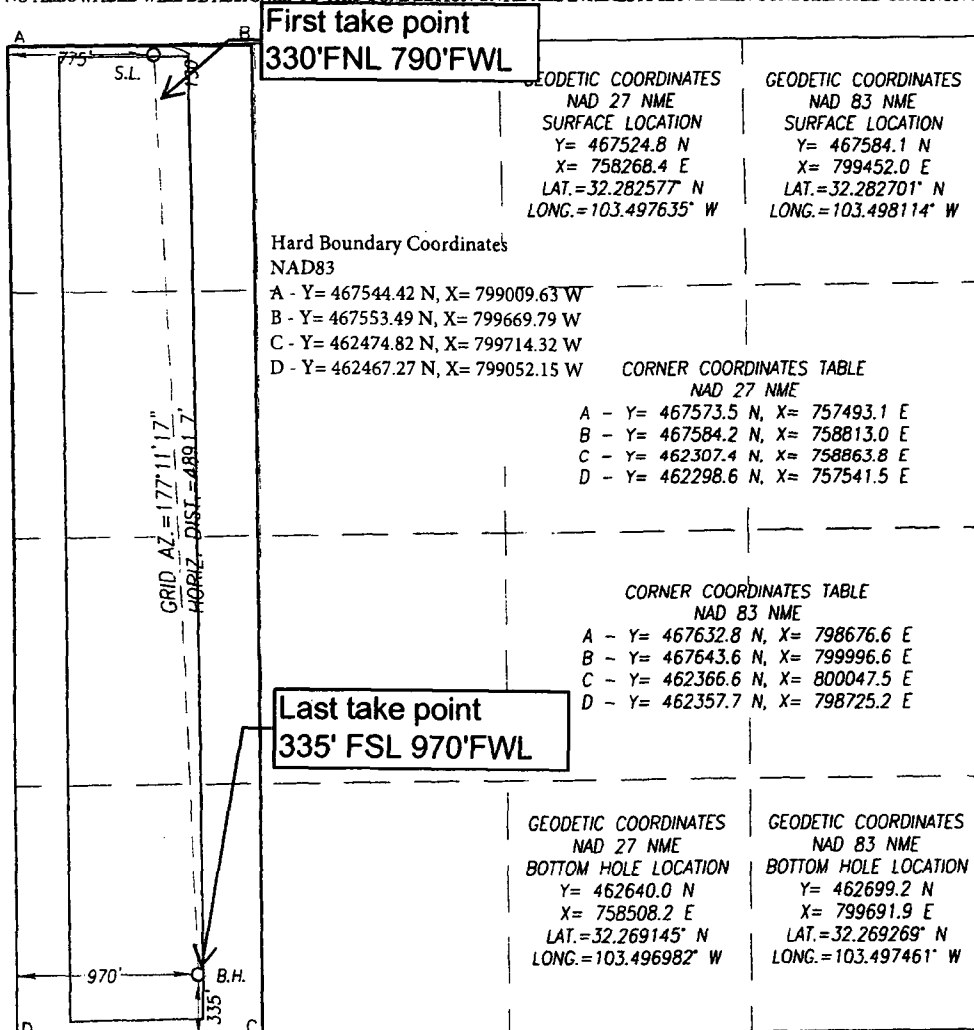 First take point
330'FNL 790'FWL
A
B
775'
S.L.
GEODETIC COORDINATES
NAD 27 NME
SURFACE LOCATION
Y= 467524.8 N
X= 758268.4 E
LAT.=32.282577° N
LONG.=103.497635° W
GEODETIC COORDINATES
NAD 83 NME
SURFACE LOCATION
Y= 467584.1 N
X= 799452.0 E
LAT.=32.282701° N
LONG.=103.498114° W
Hard Boundary Coordinates
NAD83
A - Y= 467544.42 N, X= 799009.63 W
B - Y= 467553.49 N, X= 799669.79 W
C - Y= 462474.82 N, X= 799714.32 W
D - Y= 462467.27 N, X= 799052.15 W
CORNER COORDINATES TABLE
NAD 27 NME
A - Y= 467573.5 N, X= 757493.1 E
B - Y= 467584.2 N, X= 758813.0 E
C - Y= 462307.4 N, X= 758863.8 E
D - Y= 462298.6 N, X= 757541.5 E
GRID AZ.=177°11'17"
HORIZ. DIST.=4891.7'
CORNER COORDINATES TABLE
NAD 83 NME
A - Y= 467632.8 N, X= 798676.6 E
B - Y= 467643.6 N, X= 799996.6 E
C - Y= 462366.6 N, X= 800047.5 E
D - Y= 462357.7 N, X= 798725.2 E
Last take point
335' FSL 970'FWL
GEODETIC COORDINATES
NAD 27 NME
BOTTOM HOLE LOCATION
Y= 462640.0 N
X= 758508.2 E
LAT.=32.269145° N
LONG.=103.496982° W
GEODETIC COORDINATES
NAD 83 NME
BOTTOM HOLE LOCATION
Y= 462699.2 N
X= 799691.9 E
LAT.=32.269269° N
LONG.=103.497461° W
970'
B.H.
335'
D
C